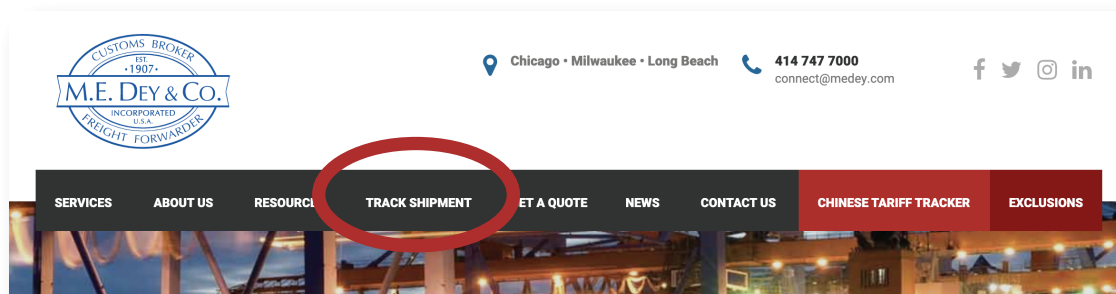 CUSTOMS BROKER
EST.
•1907•
M.E. DEY & CO.
INCORPORATED
U.S.A.
FREIGHT FORWARDER
Chicago • Milwaukee • Long Beach
414 747 7000
connect@medey.com
SERVICES ABOUT US TRACK SHIPMENT A QUOTE NEWS CONTACT US CHINESE TARIFF TRACKER EXCLUSIONS